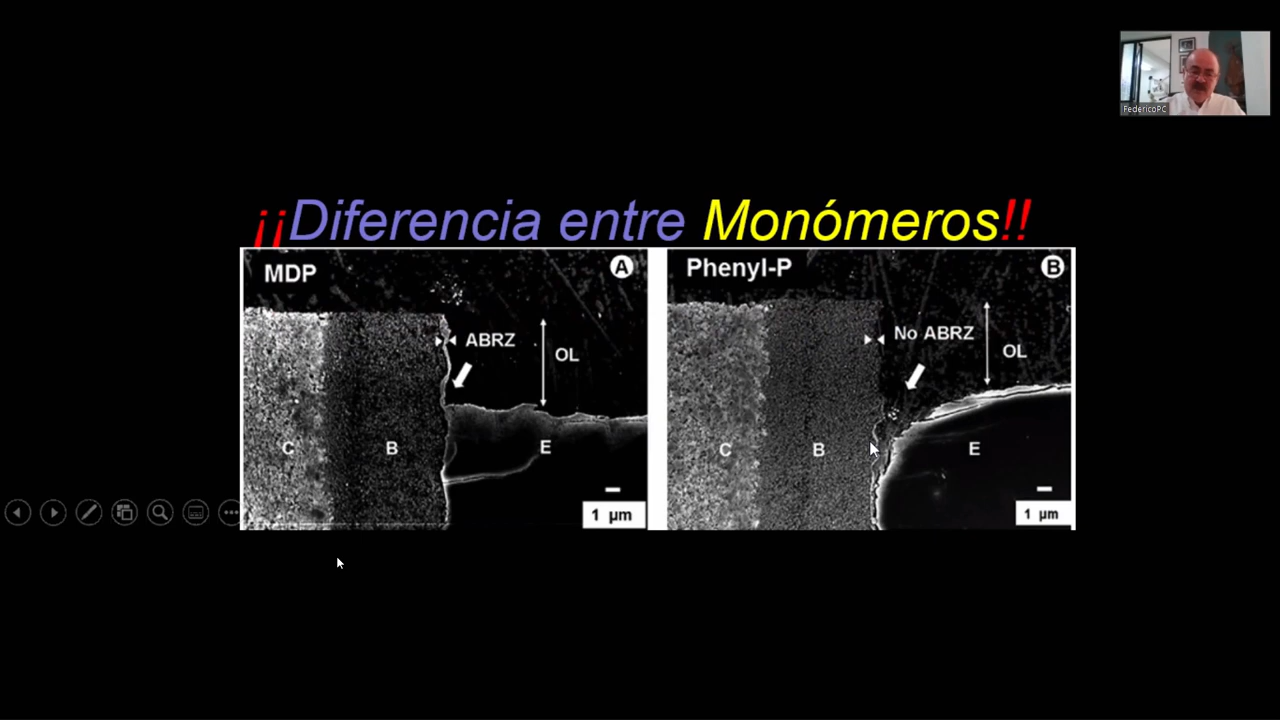 FedericoPC
¡¡Diferencia entre Monómeros!!
MDP
A
ABRZ
OL
C
B
E
1 µm
Phenyl-P
B
No ABRZ
OL
C
B
E
1 µm